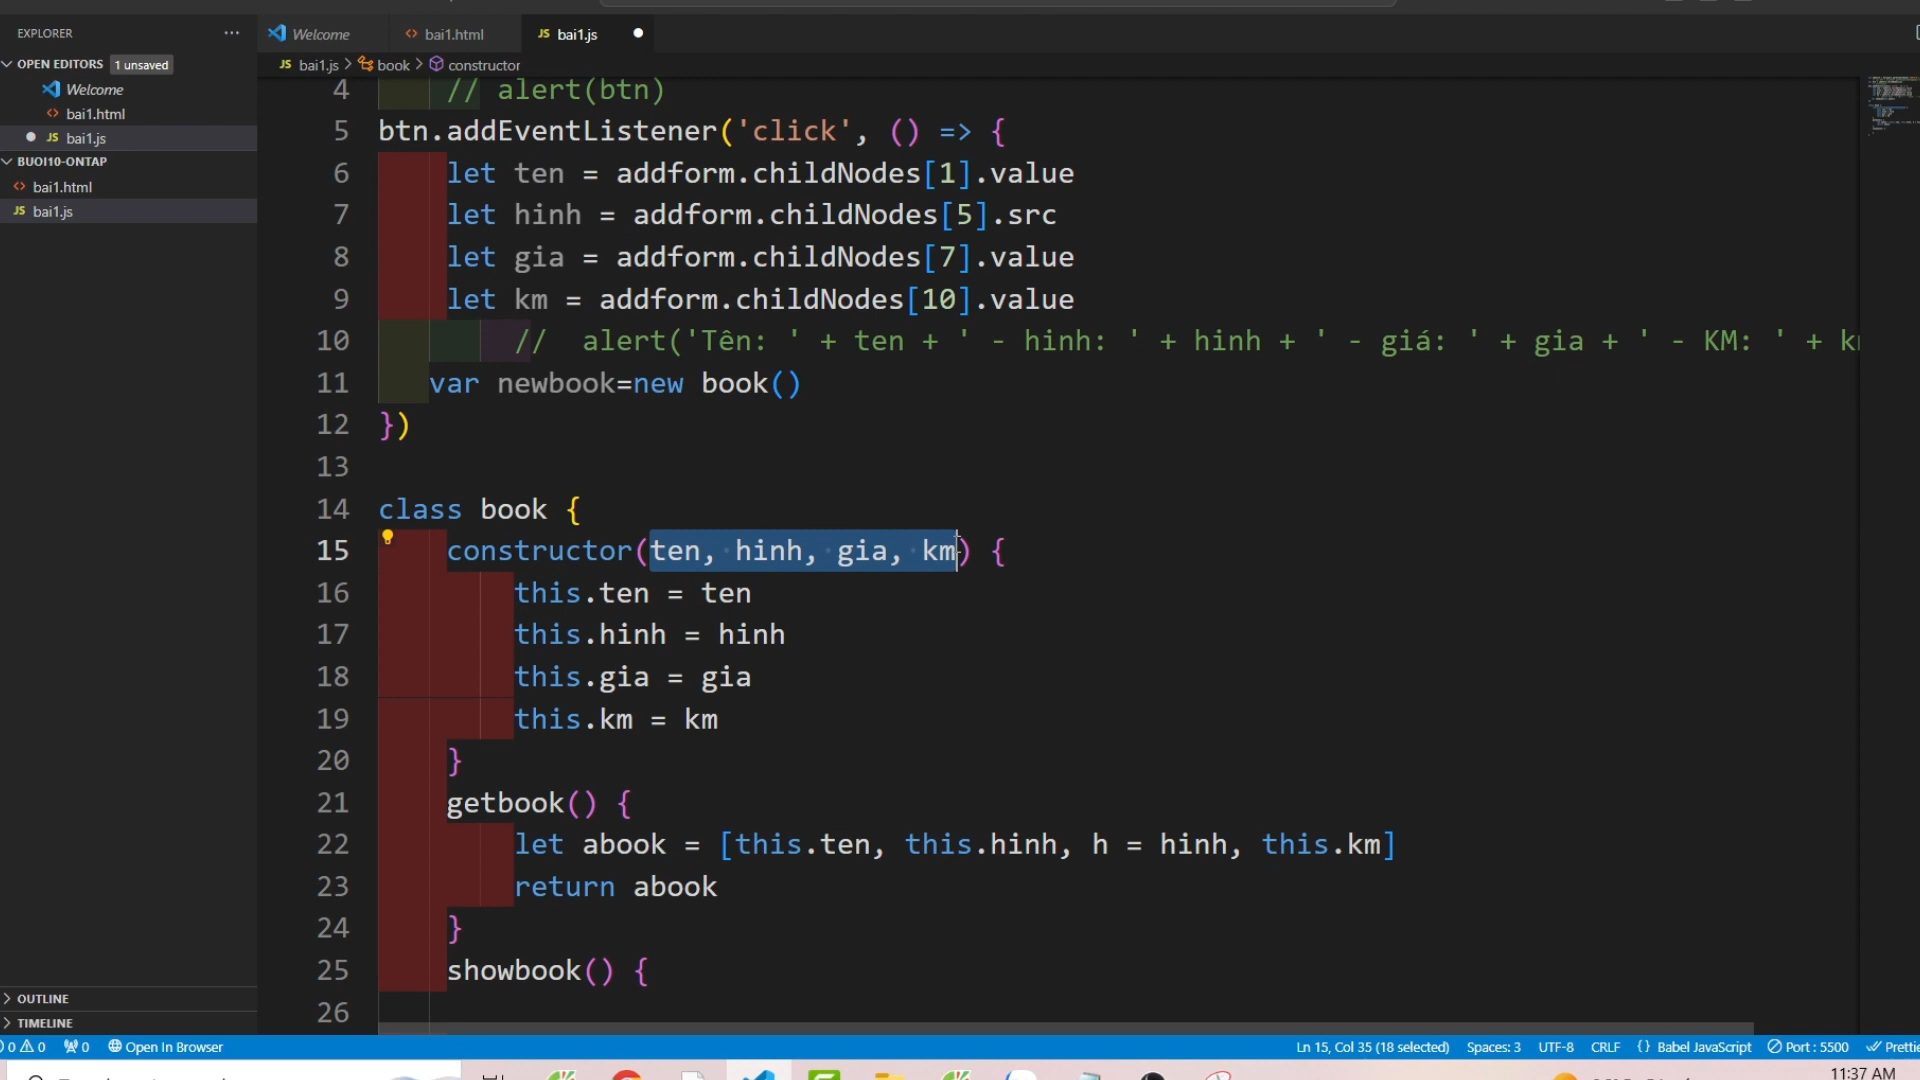 EXPLORER
Welcome
bai1.html
JS bai1.js
OPEN EDITORS 1 unsaved
JS bai1.js > book > constructor
Welcome
bai1.html
JS bai1.js
BUOI10-ONTAP
bai1.html
JS bai1.js
4 // alert(btn)
5 btn.addEventListener('click', () => {
6 let ten = addform.childNodes[1].value
7 let hinh = addform.childNodes[5].src
8 let gia = addform.childNodes[7].value
9 let km = addform.childNodes[10].value
10 // alert('Tên: ' + ten + ' - hinh: ' + hinh + ' - giá: ' + gia + ' - KM: ' +
11 var newbook=new book()
12 })
13
14 class book {
15 constructor(ten, hinh, gia, km) {
16 this.ten = ten
17 this.hinh = hinh
18 this.gia = gia
19 this.km = km
20 }
21 getbook() {
22 let abook = [this.ten, this.hinh, h = hinh, this.km]
23 return abook
24 }
25 showbook() {
26
OUTLINE
TIMELINE
0 0 0 Open In Browser Ln 15, Col 35 (18 selected) Spaces: 3 UTF-8 CRLF { } Babel JavaScript Port : 5500
11:37 AM